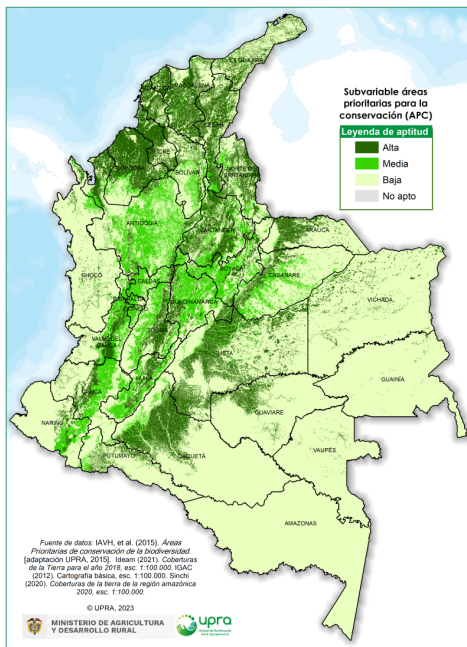 Subvariable áreas
prioritarias para la
conservación (APC)
Leyenda de aptitud
Alta
Media
Baja
No apto
LA GUAJIRA
MAGDALENA
CESAR
SUCRE
CÓRDOBA
BOLÍVAR
NORTE DE
SANTANDER
ANTIOQUIA
SANTANDER
ARAUCA
CHOCÓ
BOYACÁ
CASANARE
CALDAS
CUNDINAMARCA
VICHADA
QUINDIO
TOLIMA
VALLE DEL
CAUCA
META
GUAINÍA
HUILA
GUAVIARE
NARIÑO
VAUPÉS
PUTUMAYO
CAQUETÁ
AMAZONAS
Fuente de datos: IAVH, et al. (2015). Áreas
Prioritarias de conservación de la biodiversidad.
[adaptación UPRA, 2015]. Ideam (2021). Coberturas
de la Tierra para el año 2018, esc. 1:100.000. IGAC
(2012). Cartografía básica, esc. 1:100.000. Sinchi
(2020). Coberturas de la tierra de la región amazónica
2020, esc. 1:100.000.
© UPRA, 2023
MINISTERIO DE AGRICULTURA
Y DESARROLLO RURAL
upra